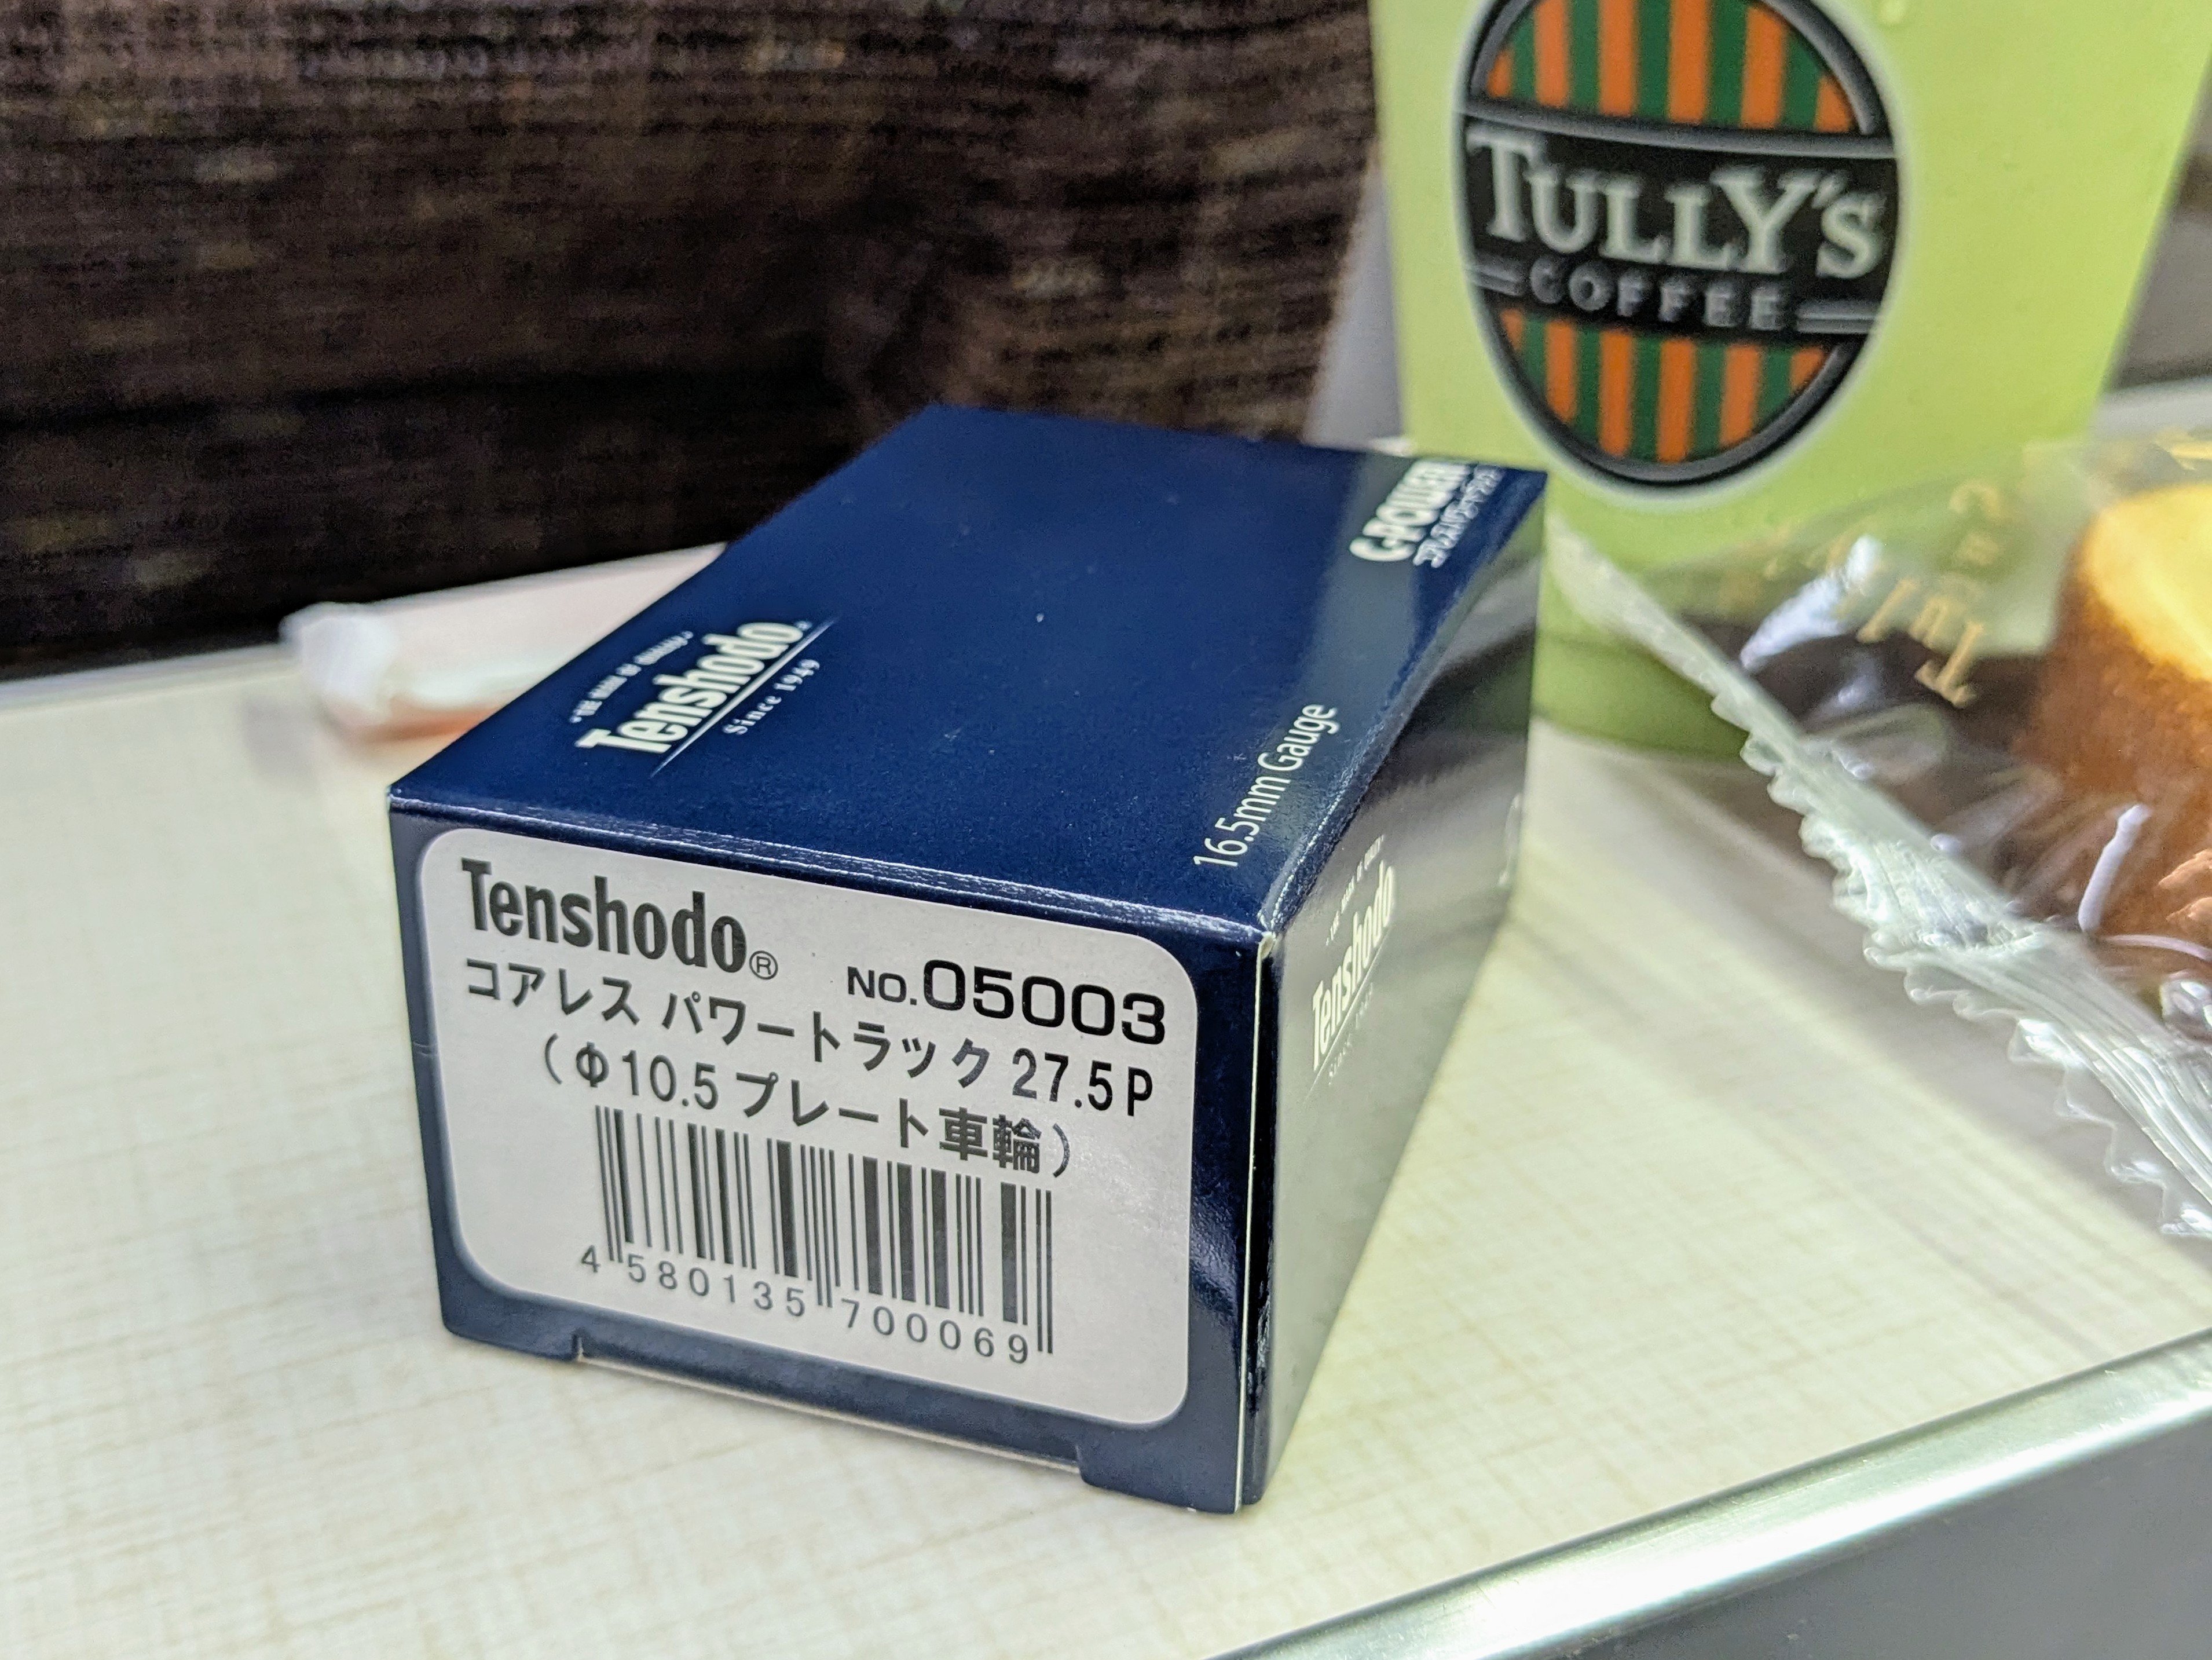 TULLY'S
COFFEE
C-POWER
Tenshodo
Since 1949
16.5mm Gauge
Tenshodo®
NO.05003
コアレス パワートラック 27.5P
(Φ10.5 プレート車輪)
4 580135 700069
Tenshodo